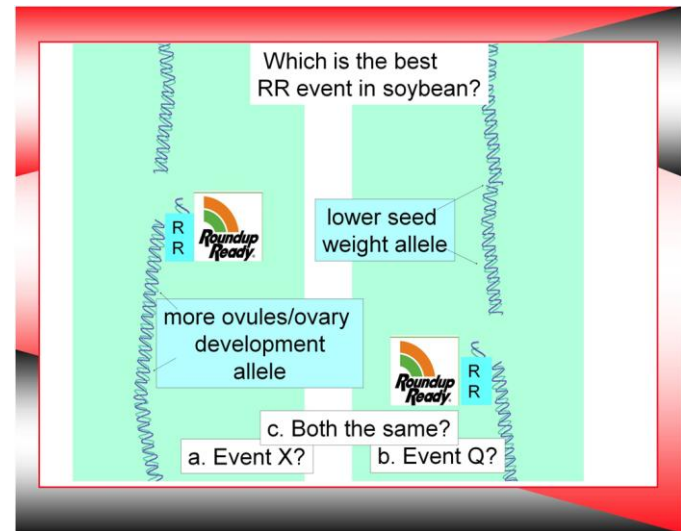 Which is the best
RR event in soybean?
R
R
Roundup
Ready.
lower seed
weight allele
more ovules/ovary
development
allele
Roundup
Ready.
R
R
c. Both the same?
a. Event X?
b. Event Q?